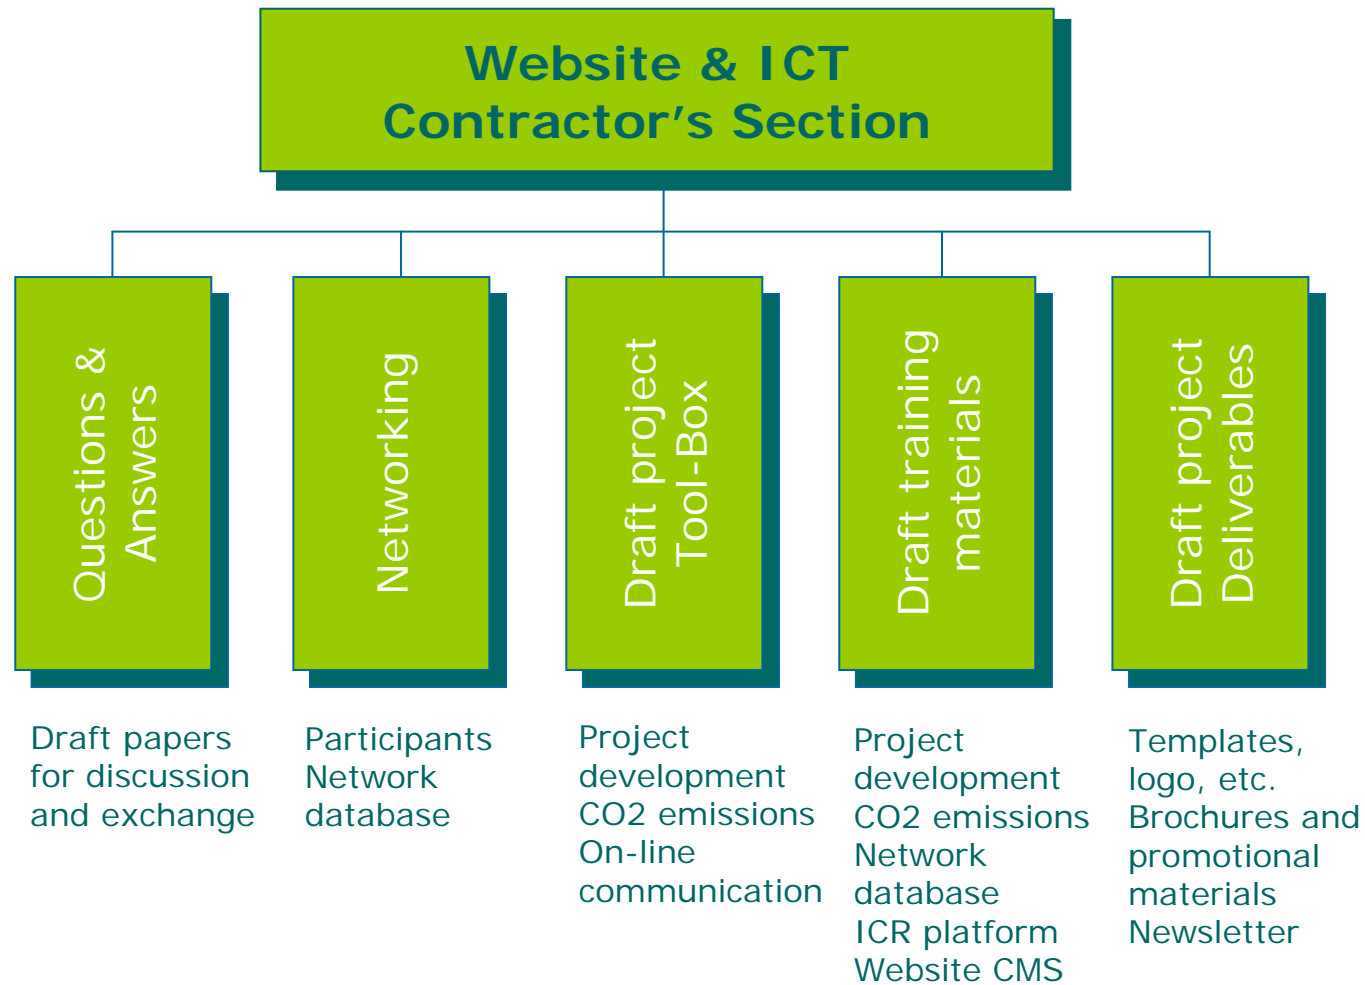 Website & ICT
Contractor’s Section
Questions &
Answers
Networking
Draft project
Tool-Box
Draft training
materials
Draft project
Deliverables
Draft papers
for discussion
and exchange
Participants
Network
database
Project
development
CO2 emissions
On-line
communication
Project
development
CO2 emissions
Network
database
ICR platform
Website CMS
Templates,
logo, etc.
Brochures and
promotional
materials
Newsletter